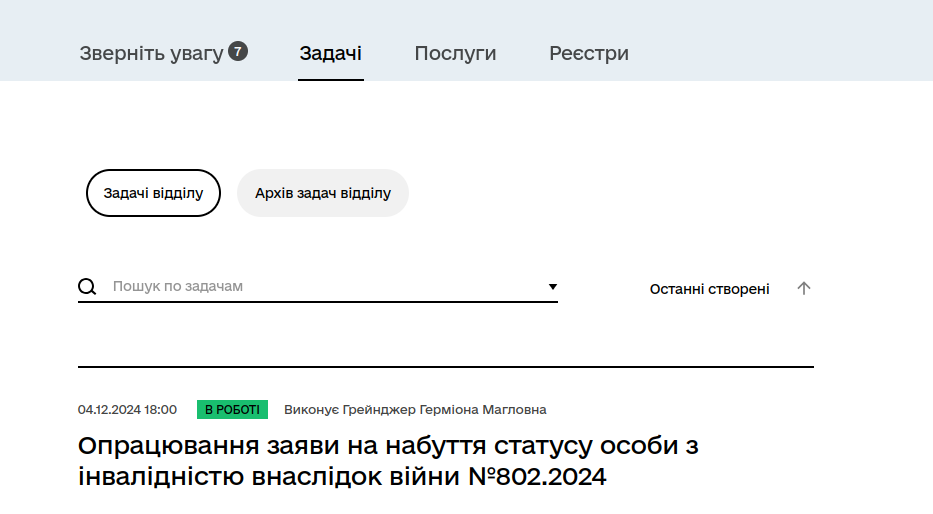 Зверніть увагу 7 Задачі Послуги Реєстри
Задачі відділу Архів задач відділу
Пошук по задачам Останні створені
04.12.2024 18:00 В РОБОТІ Виконує Грейнджер Герміона Магловна
Опрацювання заяви на набуття статусу особи з
інвалідністю внаслідок війни №802.2024